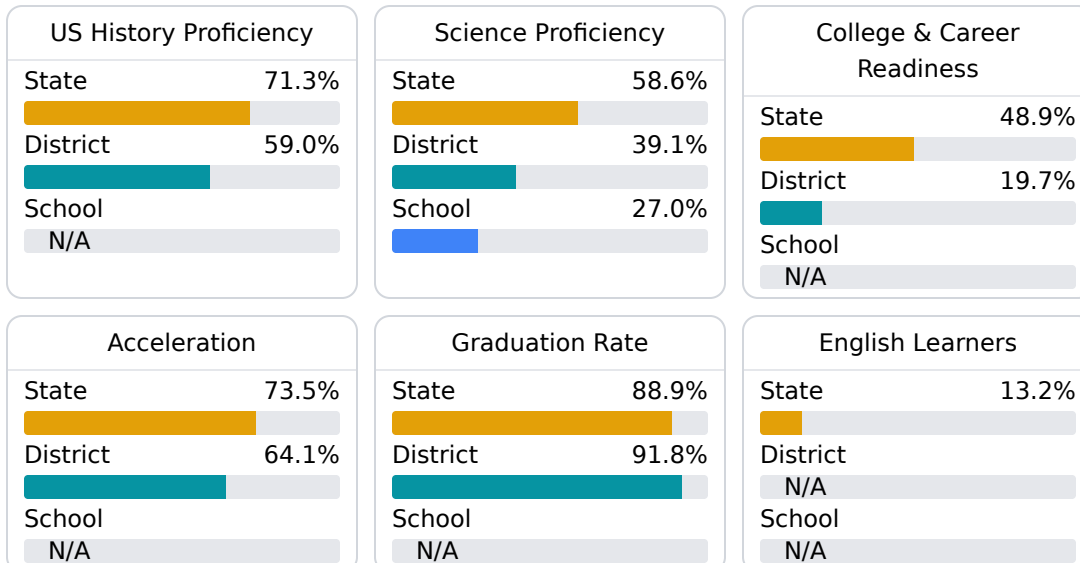 US History Proficiency
State 71.3%
District 59.0%
School
N/A
Science Proficiency
State 58.6%
District 39.1%
School 27.0%
College & Career
Readiness
State 48.9%
District 19.7%
School
N/A
Acceleration
State 73.5%
District 64.1%
School
N/A
Graduation Rate
State 88.9%
District 91.8%
School
N/A
English Learners
State 13.2%
District
N/A
School
N/A